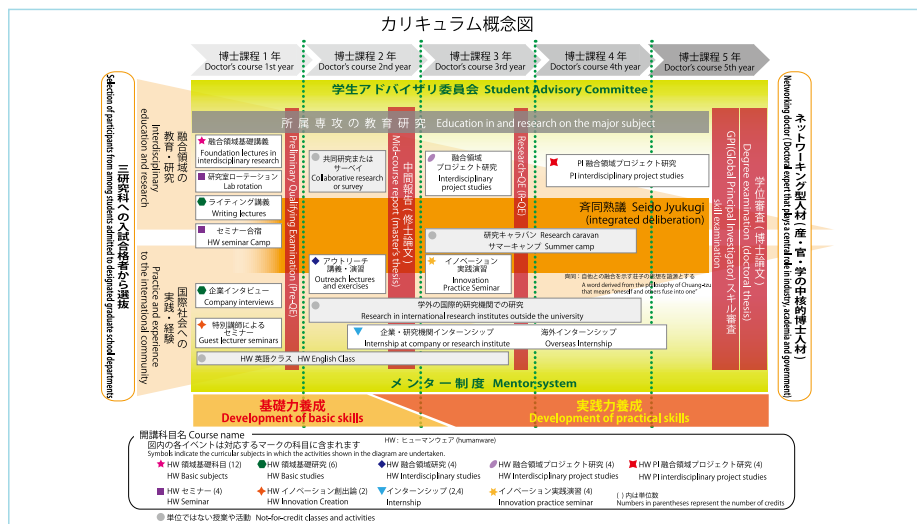 カリキュラム概念図
博士課程 1 年
Doctor's course 1st year
博士課程 2 年
Doctor's course 2nd year
博士課程 3 年
Doctor's course 3rd year
博士課程 4 年
Doctor's course 4th year
博士課程 5 年
Doctor's course 5th year
三研究科への入試合格者から選抜
Selection of participants from among students admitted to designated graduate school departments
融合領域の
教育・研究
Interdisciplinary
education and research
国際社会への
実践・経験
Practice and experience
to the international community
学生アドバイザリ委員会 Student Advisory Committee
所属専攻の教育研究 Education in and research on the major subject
融合領域基礎講義
Foundation lectures in
interdisciplinary research
研究室ローテーション
Lab rotation
ライティング講義
Writing lectures
セミナー合宿
HW seminar Camp
企業インタビュー
Company interviews
特別講師による
セミナー
Guest lecturer seminars
Preliminary Qualifying Examination (Pre-QE)
共同研究または
サーベイ
Collaborative research
or survey
アウトリーチ
講義・演習
Outreach lectures
and exercises
中間報告(修士論文)
Mid-course report (master's thesis)
融合領域
プロジェクト研究
Interdisciplinary
project studies
Research-QE (R-QE)
PI 融合領域プロジェクト研究
PI interdisciplinary project studies
斉同熟議 Seido Jyukugi
(integrated deliberation)
研究キャラバン Research caravan
サマーキャンプ Summer camp
イノベーション
実践演習
Innovation
Practice Seminar
斉同：自他との融合を示す荘子の思想を語源とする
A word derived from the philosophy of Chuang-tzu
that means "oneself and others fuse into one"
学外の国際的研究機関での研究
Research in international research institutes outside the university
企業・研究機関インターンシップ
Internship at company or research institute
海外インターンシップ
Overseas Internship
HW 英語クラス HW English Class
学位審査(博士論文)
Degree examination (doctoral thesis)
GPI(Global Principal Investigator) スキル審査
skill examination
ネットワーキング型人材(産・官・学の中核的博士人材)
Networking doctor (Doctoral expert that plays a central role in industry, academia and government)
メンター制度 Mentor system
基礎力養成
Development of basic skills
実践力養成
Development of practical skills
開講科目名 Course name
図内の各イベントは対応するマークの科目に含まれます
Symbols indicate the curricular subjects in which the activities shown in the diagram are undertaken.
HW : ヒューマンウェア (humanware)
HW 領域基礎科目 (12)
HW Basic subjects
HW 領域基礎研究 (6)
HW Basic studies
HW 融合領域研究 (4)
HW Interdisciplinary studies
HW 融合領域プロジェクト研究 (4)
HW Interdisciplinary project studies
HW PI 融合領域プロジェクト研究 (4)
HW PI interdisciplinary project studies
HW セミナー (4)
HW Seminar
HW イノベーション創出論 (2)
HW Innovation Creation
インターンシップ (2,4)
Internship
イノベーション実践演習 (4)
Innovation practice seminar
( ) 内は単位数
Numbers in parentheses represent the number of credits
単位ではない授業や活動 Not-for-credit classes and activities